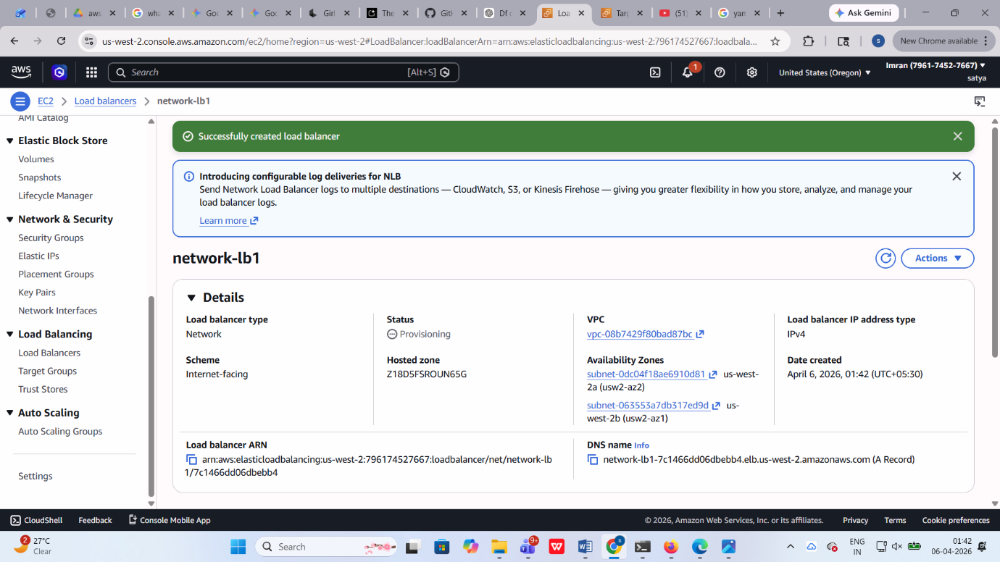 aws
wha
Goc
Goc
Girl
The
Gith
Df c
Loa
Targ
(51)
yam
Ask Gemini
us-west-2.console.aws.amazon.com/ec2/home?region=us-west-2#LoadBalancer:loadBalancerArn=arn:aws:elasticloadbalancing:us-west-2:796174527667:loadbala...
S
New Chrome available
aws
Search
[Alt+S]
1
United States (Oregon)
Imran (7961-7452-7667)
satya
EC2
Load balancers
network-lb1
AMI Catalog
Elastic Block Store
Volumes
Snapshots
Lifecycle Manager
Network & Security
Security Groups
Elastic IPs
Placement Groups
Key Pairs
Network Interfaces
Load Balancing
Load Balancers
Target Groups
Trust Stores
Auto Scaling
Auto Scaling Groups
Settings
Successfully created load balancer
Introducing configurable log deliveries for NLB
Send Network Load Balancer logs to multiple destinations — CloudWatch, S3, or Kinesis Firehose — giving you greater flexibility in how you store, analyze, and manage your
load balancer logs.
Learn more
network-lb1
Actions
Details
Load balancer type
Network
Status
Provisioning
VPC
vpc-08b7429f80bad87bc
Load balancer IP address type
IPv4
Scheme
Internet-facing
Hosted zone
Z18D5FSROUN65G
Availability Zones
subnet-0dc04f18ae6910d81 us-west-
2a (usw2-az2)
subnet-063553a7db317ed9d us-
west-2b (usw2-az1)
Date created
April 6, 2026, 01:42 (UTC+05:30)
Load balancer ARN
arn:aws:elasticloadbalancing:us-west-2:796174527667:loadbalancer/net/network-lb
1/7c1466dd06dbebb4
DNS name Info
network-lb1-7c1466dd06dbebb4.elb.us-west-2.amazonaws.com (A Record)
CloudShell
Feedback
Console Mobile App
© 2026, Amazon Web Services, Inc. or its affiliates.
Privacy
Terms
Cookie preferences
2
27°C
Clear
Search
9+
S
ENG
IN
01:42
06-04-2026